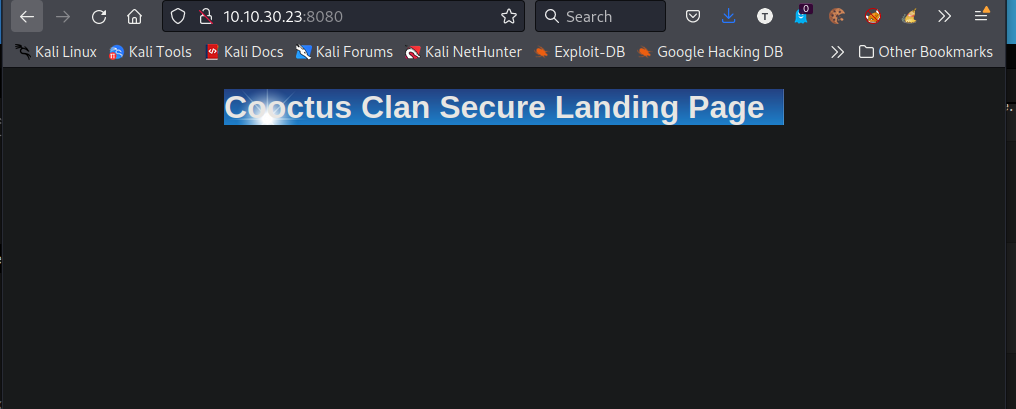 10.10.30.23:8080
Search
T
0
Kali Linux Kali Tools Kali Docs Kali Forums Kali NetHunter Exploit-DB Google Hacking DB Other Bookmarks
Cooctus Clan Secure Landing Page